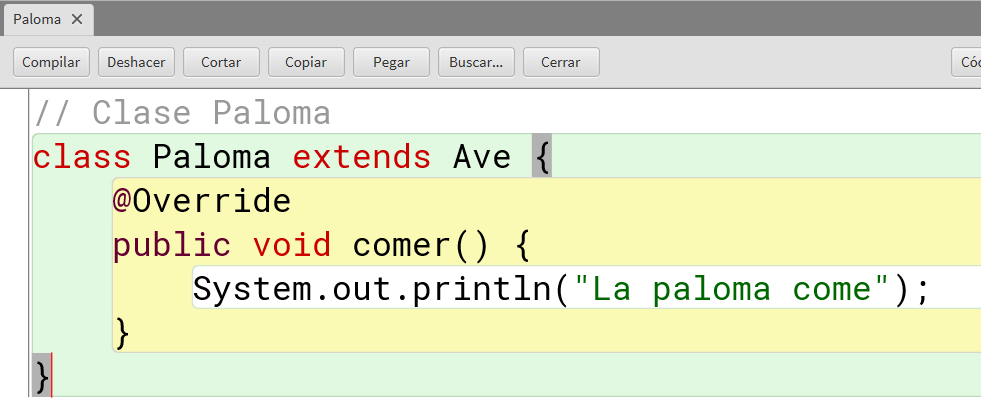 Paloma ✕
Compilar Deshacer Cortar Copiar Pegar Buscar... Cerrar
// Clase Paloma
class Paloma extends Ave {
@Override
public void comer() {
System.out.println("La paloma come");
}
}